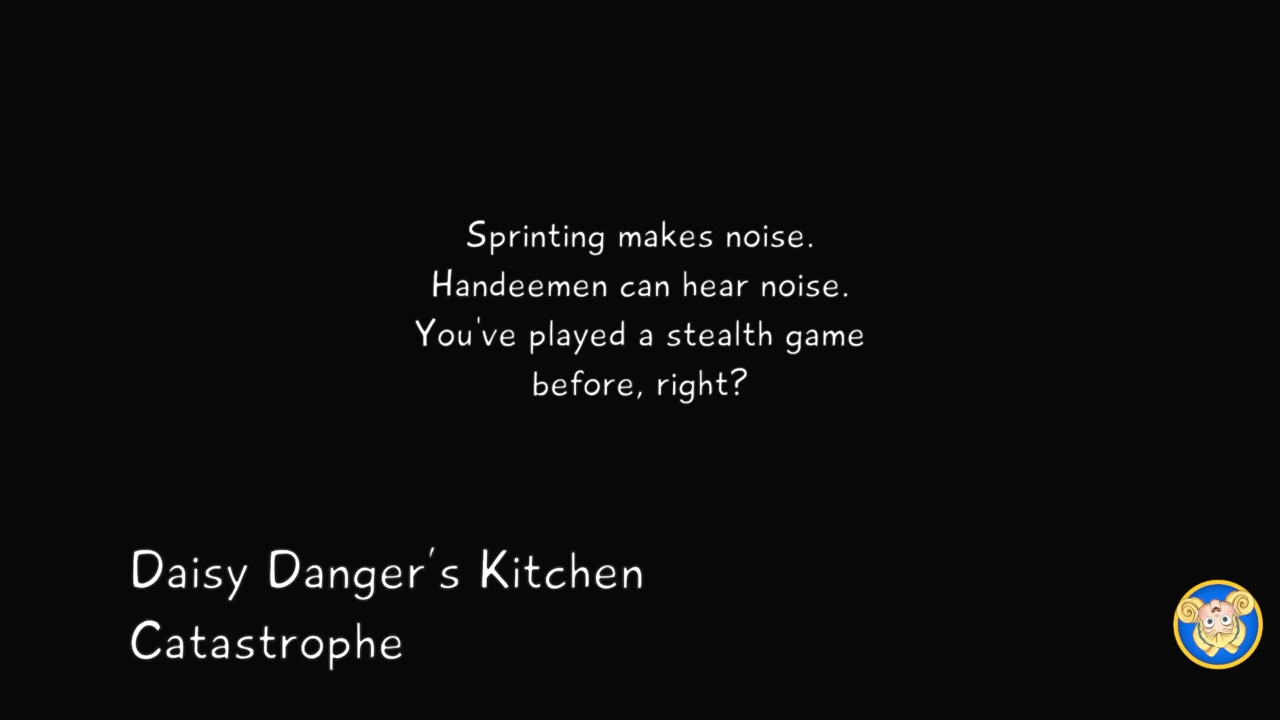 Sprinting makes noise.
Handeemen can hear noise.
You've played a stealth game
before, right?
Daisy Danger's Kitchen
Catastrophe